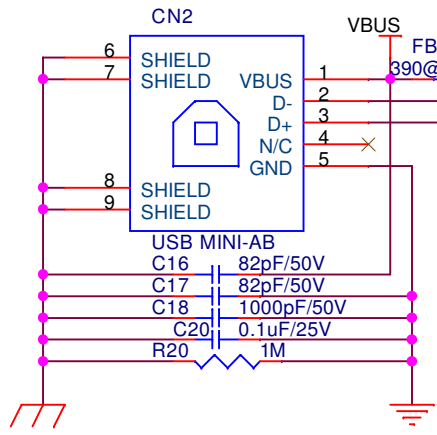 CN2
VBUS
FB
390@
6 SHIELD
7 SHIELD
VBUS 1
D- 2
D+ 3
N/C 4
GND 5
8 SHIELD
9 SHIELD
USB MINI-AB
C16 82pF/50V
C17 82pF/50V
C18 1000pF/50V
C20 0.1uF/25V
R20 1M